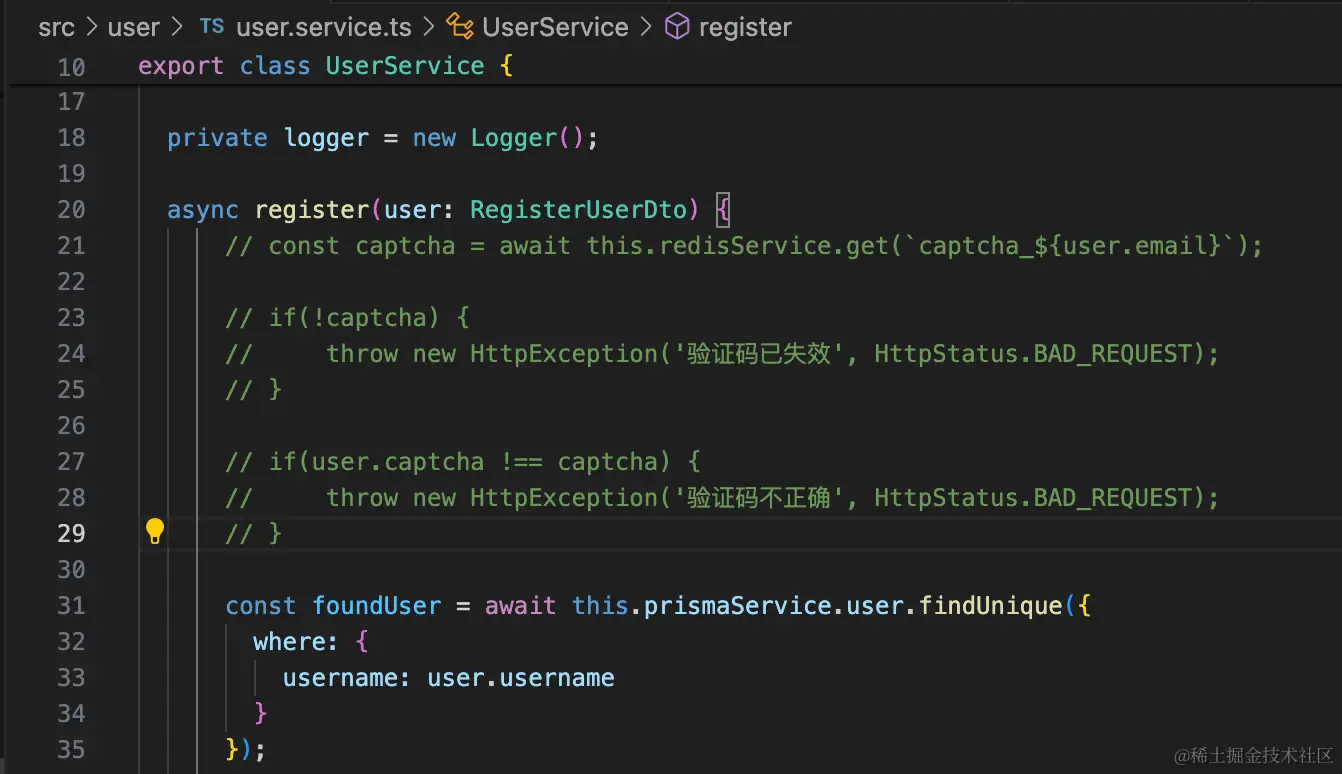 src > user > TS user.service.ts > UserService > register
10 export class UserService {
17
18 private logger = new Logger();
19
20 async register(user: RegisterUserDto) {
21 // const captcha = await this.redisService.get(`captcha_${user.email}`);
22
23 // if(!captcha) {
24 //     throw new HttpException('验证码已失效', HttpStatus.BAD_REQUEST);
25 // }
26
27 // if(user.captcha !== captcha) {
28 //     throw new HttpException('验证码不正确', HttpStatus.BAD_REQUEST);
29 // }
30
31 const foundUser = await this.prismaService.user.findUnique({
32 where: {
33 username: user.username
34 }
35 });
@稀土掘金技术社区